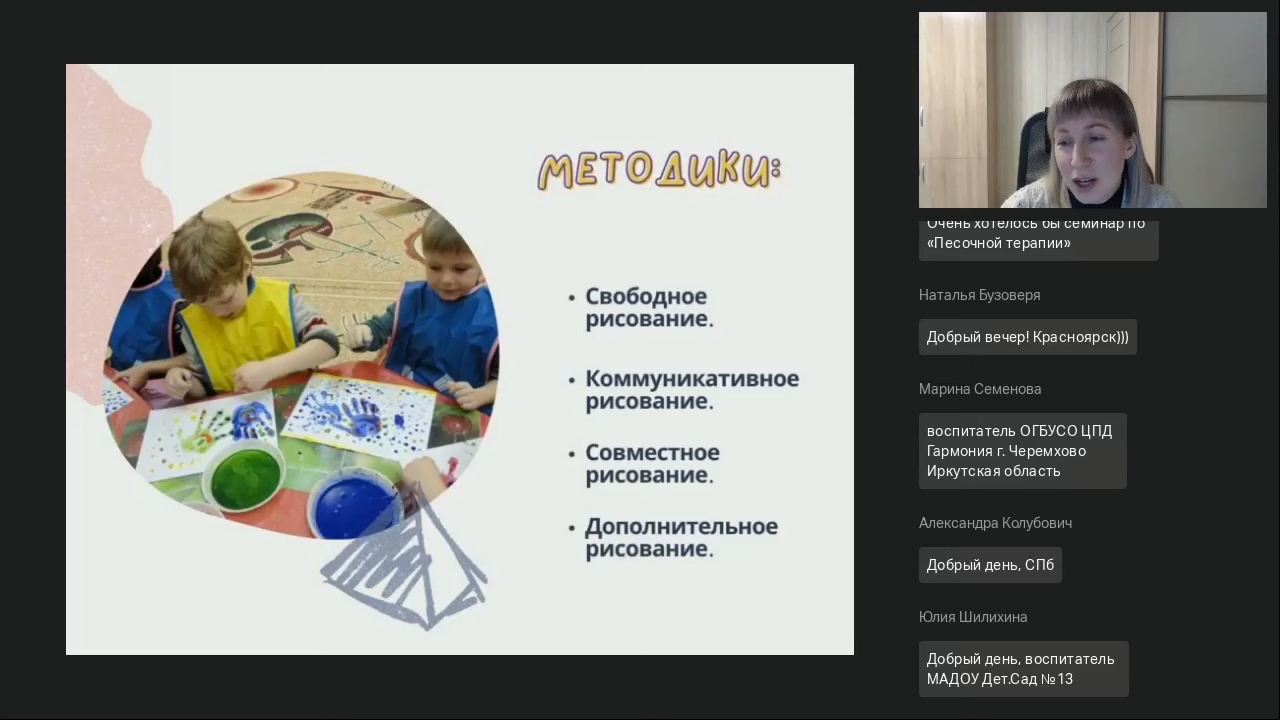 МЕТОДИКИ:
• Свободное
рисование.
• Коммуникативное
рисование.
• Совместное
рисование.
• Дополнительное
рисование.
Очень хотелось бы семинар по
«Песочной терапии»
Наталья Бузоверя
Добрый вечер! Красноярск)))
Марина Семенова
воспитатель ОГБУСО ЦПД
Гармония г. Черемхово
Иркутская область
Александра Колубович
Добрый день, СПб
Юлия Шилихина
Добрый день, воспитатель
МАДОУ Дет.Сад №13